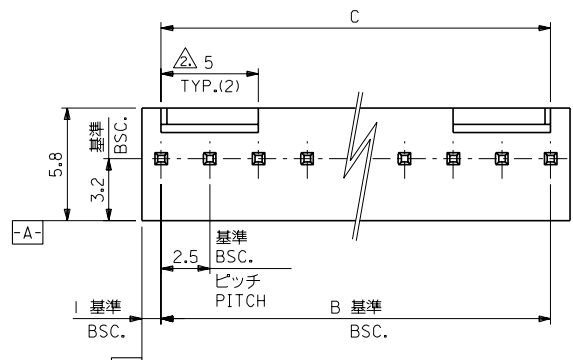 C
2. 5
TYP.(2)
5.8
基準
BSC.
3.2
-A-
2.5
基準
BSC.
ピッチ
PITCH
1 基準
BSC.
B 基準
BSC.